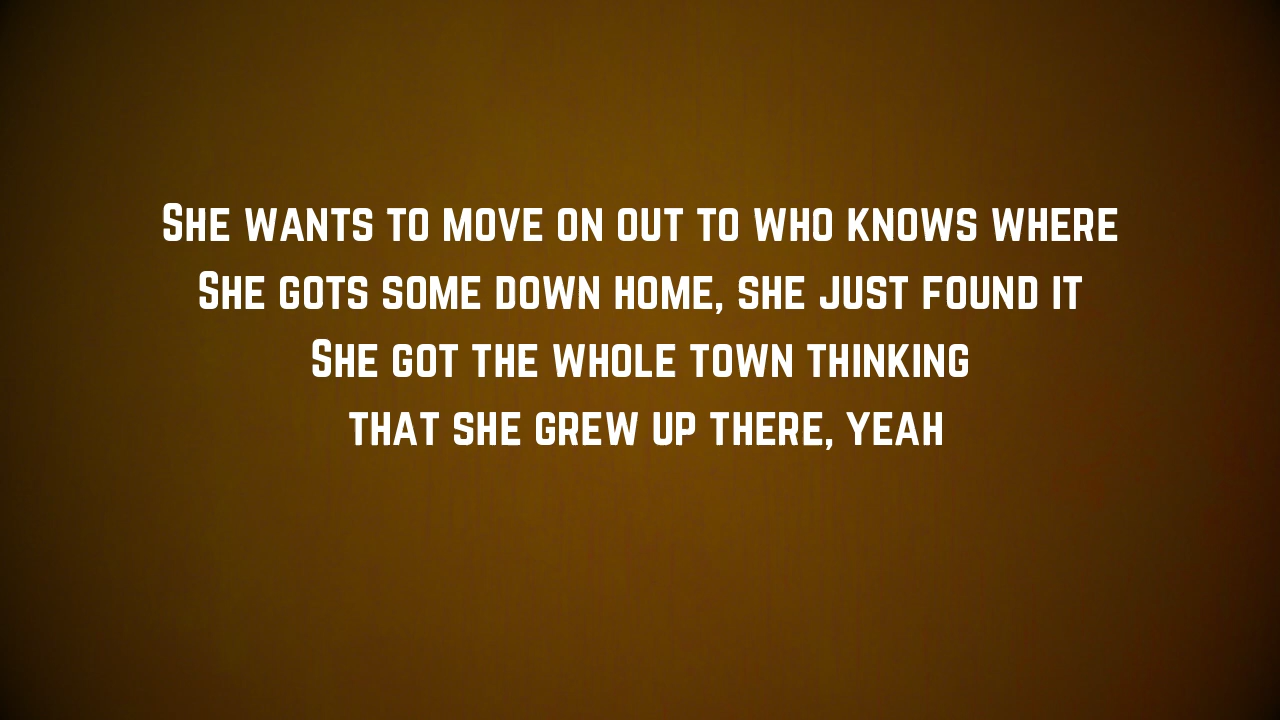 She wants to move on out to who knows where
She gots some down home, she just found it
She got the whole town thinking
that she grew up there, yeah